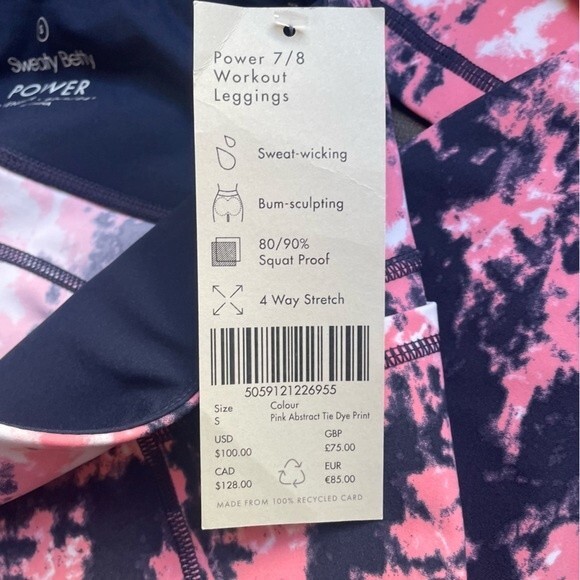 S
Sweaty Betty
POWER
Power 7/8
Workout
Leggings
Sweat-wicking
Bum-sculpting
80/90%
Squat Proof
4 Way Stretch
5059121226955
Size
S
Colour
Pink Abstract Tie Dye Print
USD
$100.00
GBP
£75.00
CAD
$128.00
EUR
€85.00
MADE FROM 100% RECYCLED CARD